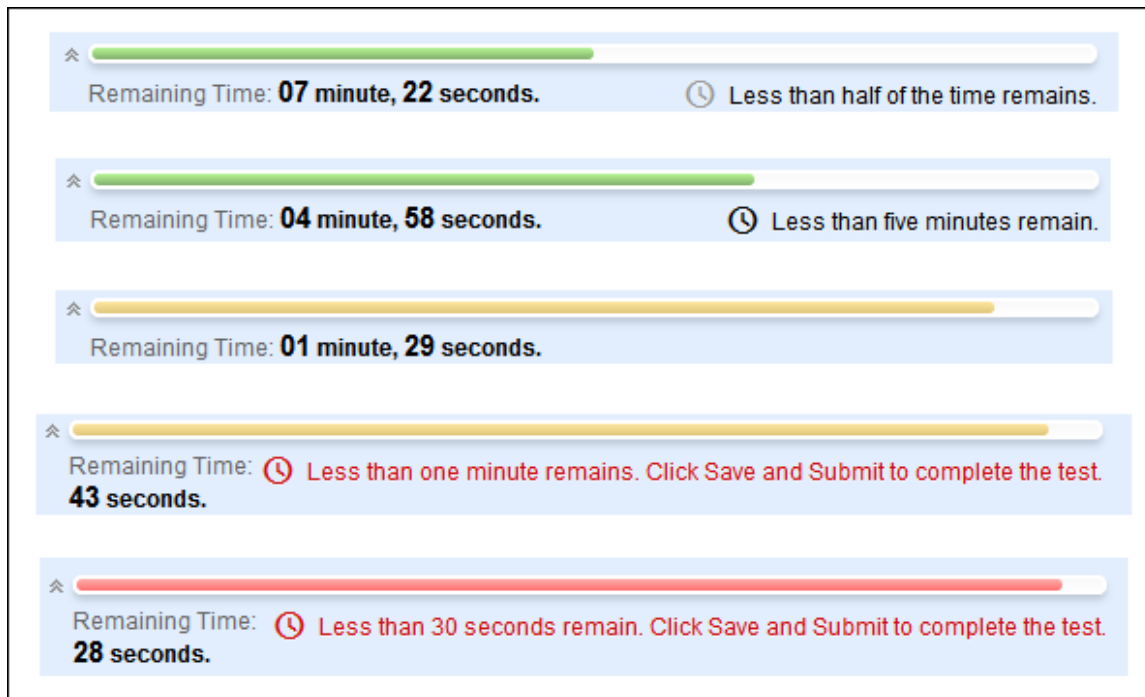 Remaining Time: 07 minute, 22 seconds. Less than half of the time remains.
Remaining Time: 04 minute, 58 seconds. Less than five minutes remain.
Remaining Time: 01 minute, 29 seconds.
Remaining Time: Less than one minute remains. Click Save and Submit to complete the test.
43 seconds.
Remaining Time: Less than 30 seconds remain. Click Save and Submit to complete the test.
28 seconds.